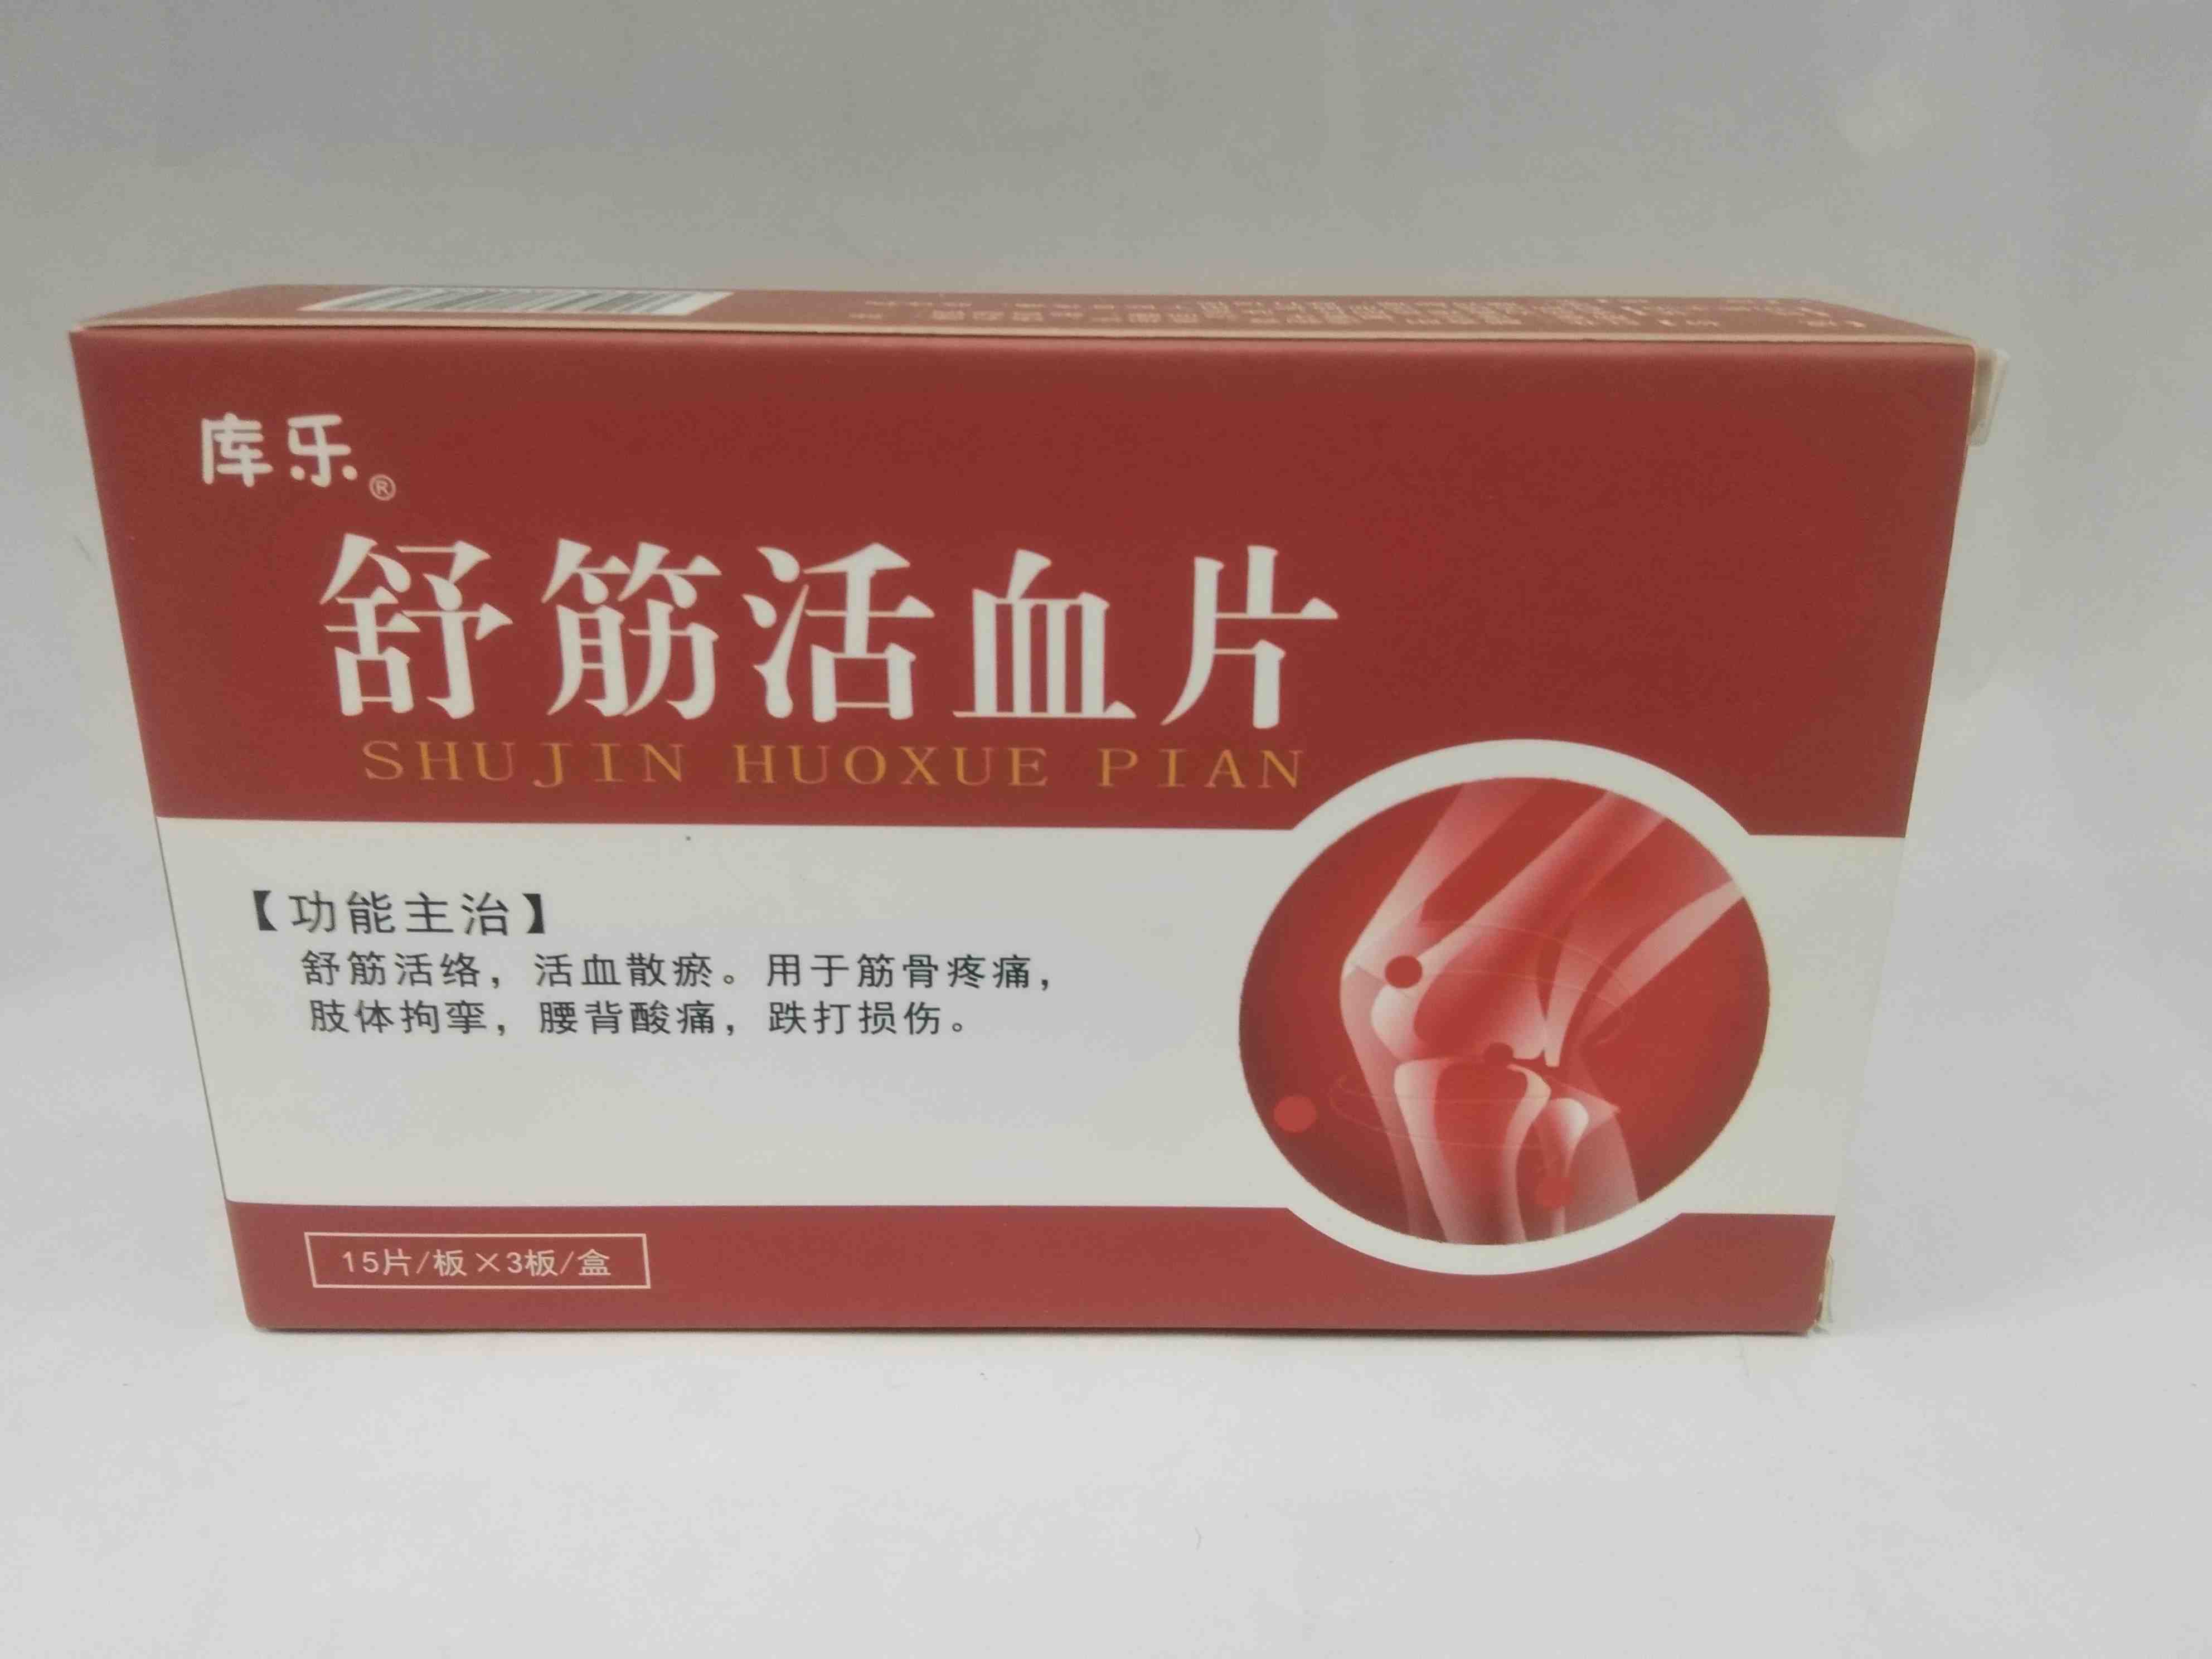 库乐®
舒筋活血片
SHUJIN HUOXUE PIAN
【功能主治】
舒筋活络，活血散瘀。用于筋骨疼痛，
肢体拘挛，腰背酸痛，跌打损伤。
15片/板×3板/盒